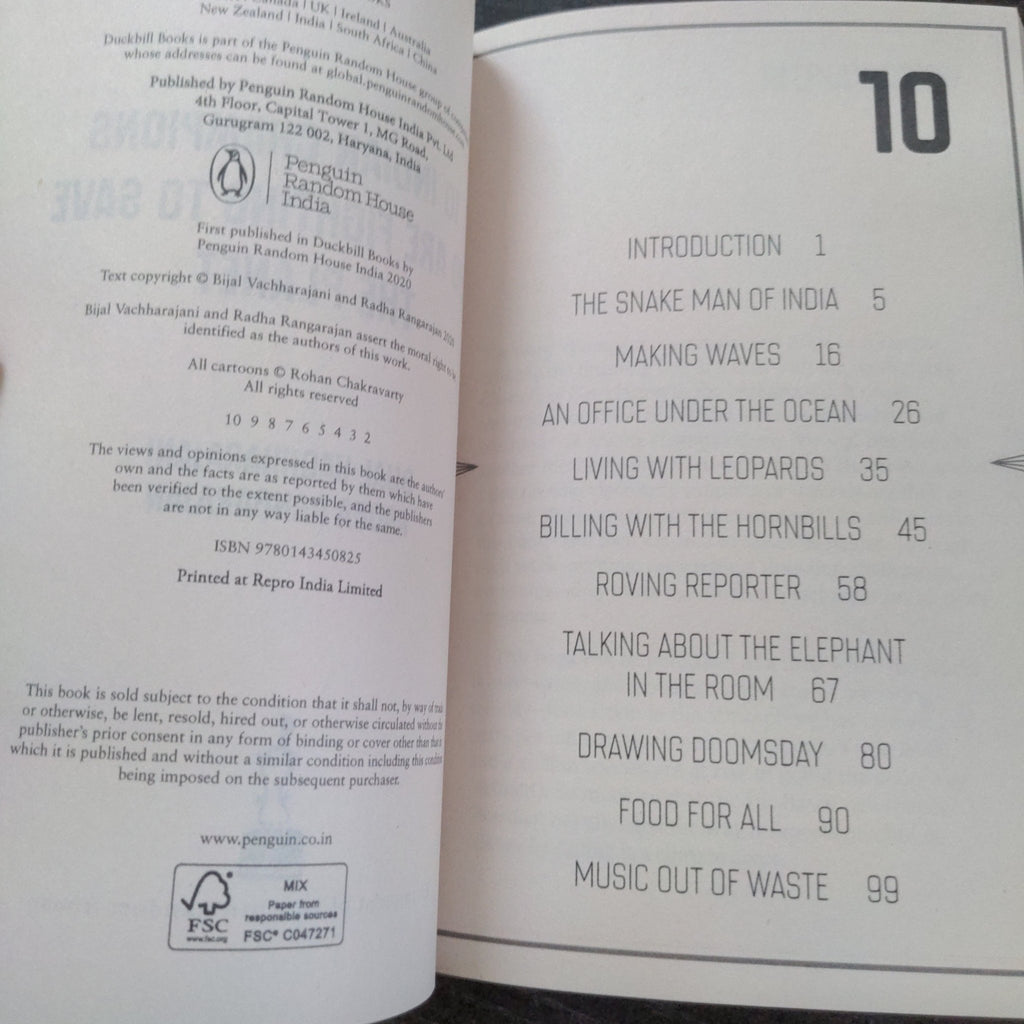 Canada | UK | Ireland | Australia
New Zealand | India | South Africa | China
Duckbill Books is part of the Penguin Random House group of
whose addresses can be found at global.penguinrandomhouse.com
Published by Penguin Random House India Pvt. Ltd
4th Floor, Capital Tower 1, MG Road,
Gurugram 122 002, Haryana, India
Penguin
Random House
India
First published in Duckbill Books by
Penguin Random House India 2020
Text copyright © Bijal Vachharajani and Radha Rangarajan 2020
Bijal Vachharajani and Radha Rangarajan assert the moral right to be
identified as the authors of this work.
All cartoons © Rohan Chakravarty
All rights reserved
10 9 8 7 6 5 4 3 2
The views and opinions expressed in this book are the authors'
own and the facts are as reported by them which have
been verified to the extent possible, and the publishers
are not in any way liable for the same.
ISBN 9780143450825
Printed at Repro India Limited
This book is sold subject to the condition that it shall not, by way of trade
or otherwise, be lent, resold, hired out, or otherwise circulated without the
publisher's prior consent in any form of binding or cover other than that in
which it is published and without a similar condition including this condition
being imposed on the subsequent purchaser.
www.penguin.co.in
FSC
www.fsc.org
MIX
Paper from
responsible sources
FSC® C047271
10
INTRODUCTION 1
THE SNAKE MAN OF INDIA 5
MAKING WAVES 16
AN OFFICE UNDER THE OCEAN 26
LIVING WITH LEOPARDS 35
BILLING WITH THE HORNBILLS 45
ROVING REPORTER 58
TALKING ABOUT THE ELEPHANT
IN THE ROOM 67
DRAWING DOOMSDAY 80
FOOD FOR ALL 90
MUSIC OUT OF WASTE 99